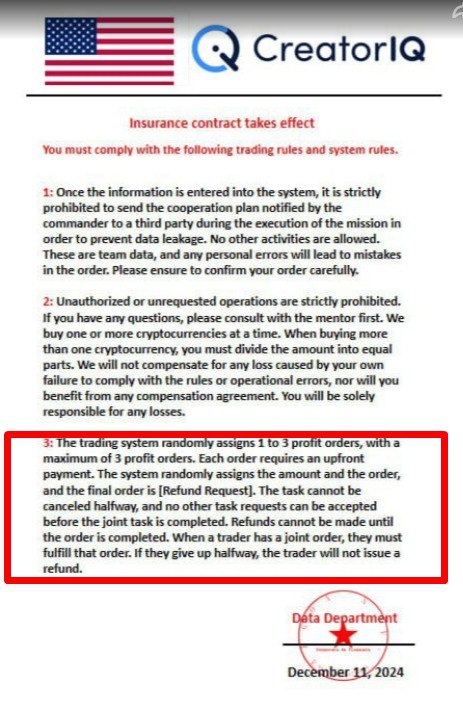 CreatorIQ
Insurance contract takes effect
You must comply with the following trading rules and system rules.
1: Once the information is entered into the system, it is strictly
prohibited to send the cooperation plan notified by the
commander to a third party during the execution of the mission in
order to prevent data leakage. No other activities are allowed.
These are team data, and any personal errors will lead to mistakes
in the order. Please ensure to confirm your order carefully.
2: Unauthorized or unrequested operations are strictly prohibited.
If you have any questions, please consult with the mentor first. We
buy one or more cryptocurrencies at a time. When buying more
than one cryptocurrency, you must divide the amount into equal
parts. We will not compensate for any loss caused by your own
failure to comply with the rules or operational errors, nor will you
benefit from any compensation agreement. You will be solely
responsible for any losses.
3: The trading system randomly assigns 1 to 3 profit orders, with a
maximum of 3 profit orders. Each order requires an upfront
payment. The system randomly assigns the amount and the order,
and the final order is [Refund Request]. The task cannot be
canceled halfway, and no other task requests can be accepted
before the joint task is completed. Refunds cannot be made until
the order is completed. When a trader has a joint order, they must
fulfill that order. If they give up halfway, the trader will not issue a
refund.
Data Department
December 11, 2024